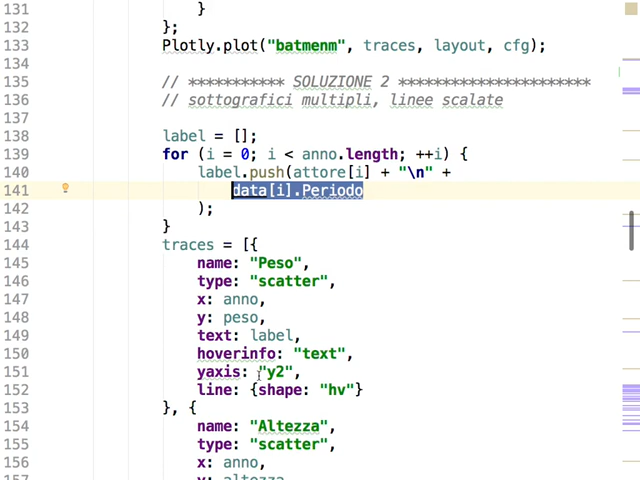 131 }
132 };
133 Plotly.plot("batmenm", traces, layout, cfg);
134
135 // *********** SOLUZIONE 2 **********************
136 // sottografici multipli, linee scalate
137
138 label = [];
139 for (i = 0; i < anno.length; ++i) {
140 label.push(attore[i] + "\n" +
141 data[i].Periodo
142 );
143 }
144 traces = [{
145 name: "Peso",
146 type: "scatter",
147 x: anno,
148 y: peso,
149 text: label,
150 hoverinfo: "text",
151 yaxis: "y2",
152 line: {shape: "hv"}
153 }, {
154 name: "Altezza",
155 type: "scatter",
156 x: anno,
157 y: altezza